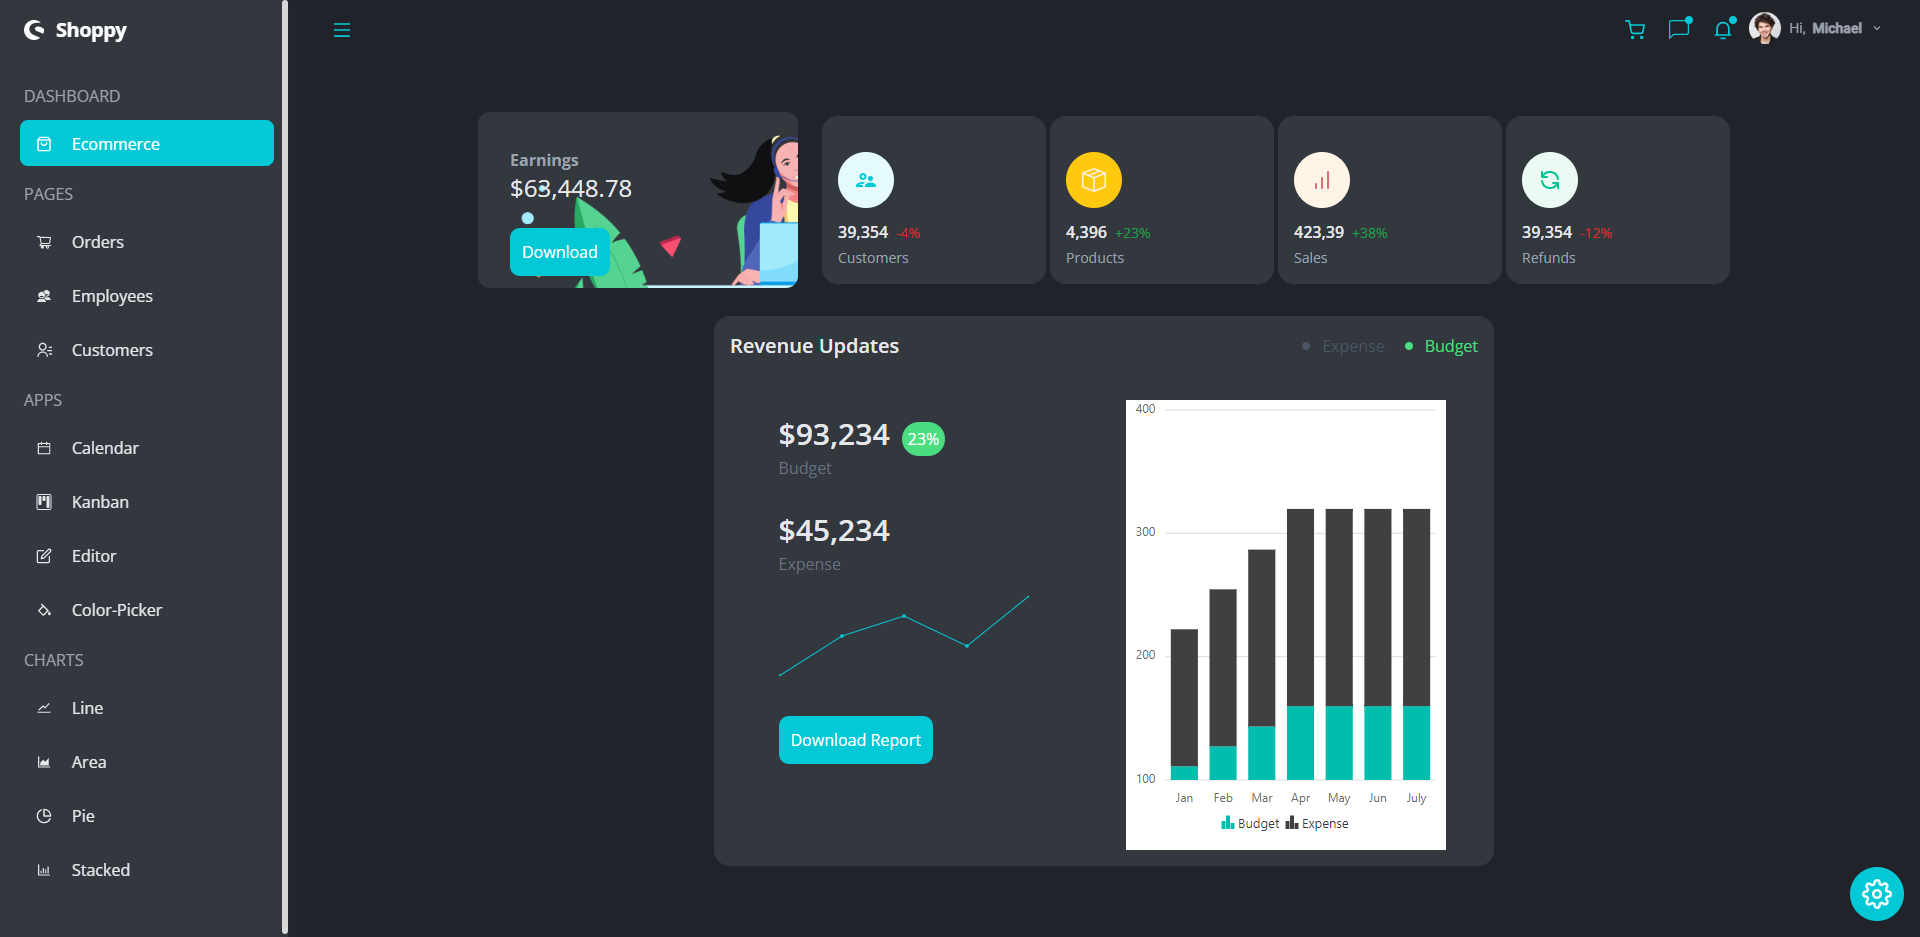 Shoppy
Hi, Michael
DASHBOARD
Ecommerce
PAGES
Orders
Employees
Customers
APPS
Calendar
Kanban
Editor
Color-Picker
CHARTS
Line
Area
Pie
Stacked
Earnings
$63,448.78
Download
39,354 -4%
Customers
4,396 +23%
Products
423,39 +38%
Sales
39,354 -12%
Refunds
Revenue Updates
Expense Budget
$93,234 23%
Budget
$45,234
Expense
Download Report
400
300
200
100
Jan Feb Mar Apr May Jun July
Budget Expense